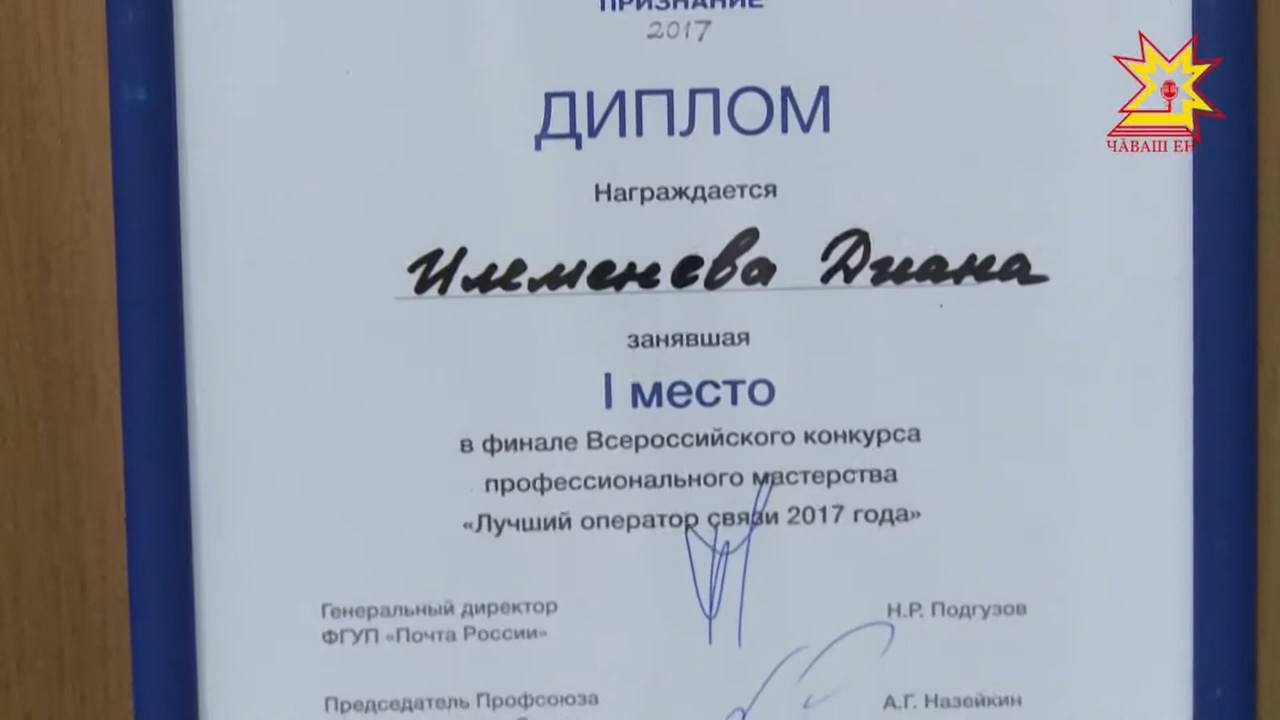 ПРИЗНАНИЕ
2017
ДИПЛОМ
Награждается
Илеменева Диана
занявшая
I место
в финале Всероссийского конкурса
профессионального мастерства
«Лучший оператор связи 2017 года»
Генеральный директор
ФГУП «Почта России»
Н.Р. Подгузов
Председатель Профсоюза
А.Г. Назейкин
ЧӐВАШ ЕН